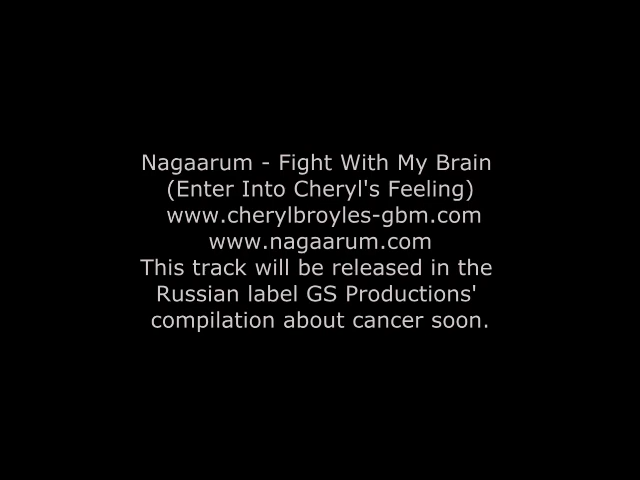 Nagaarum - Fight With My Brain
(Enter Into Cheryl's Feeling)
www.cherylbroyles-gbm.com
www.nagaarum.com
This track will be released in the
Russian label GS Productions'
compilation about cancer soon.